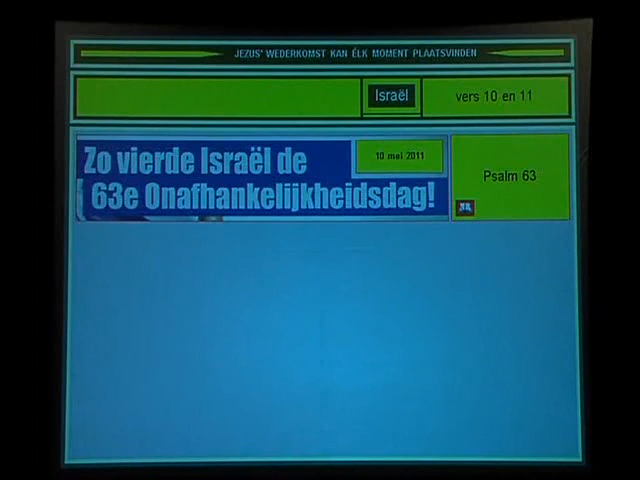 JEZUS' WEDERKOMST KAN ÉLK MOMENT PLAATSVINDEN
Israël
vers 10 en 11
Zo vierde Israël de
63e Onafhankelijkheidsdag!
10 mei 2011
Psalm 63